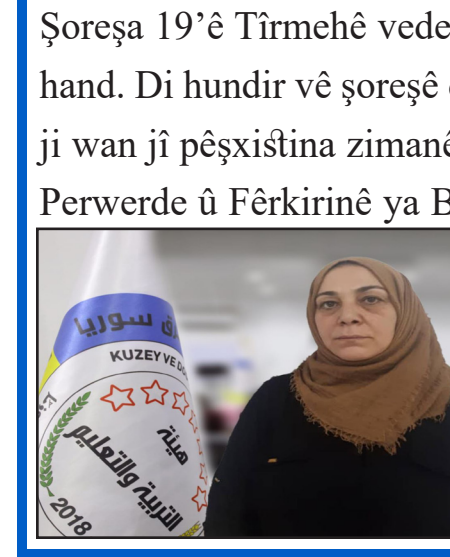 Şoreşa 19’ê Tîrmehê vede
hand. Di hundir vê şoreşê
ji wan jî pêşxistina zimanê
Perwerde û Fêrkirinê ya B
سوريا
KUZEY VE DO
هيئة
التربية والتعليم
2018